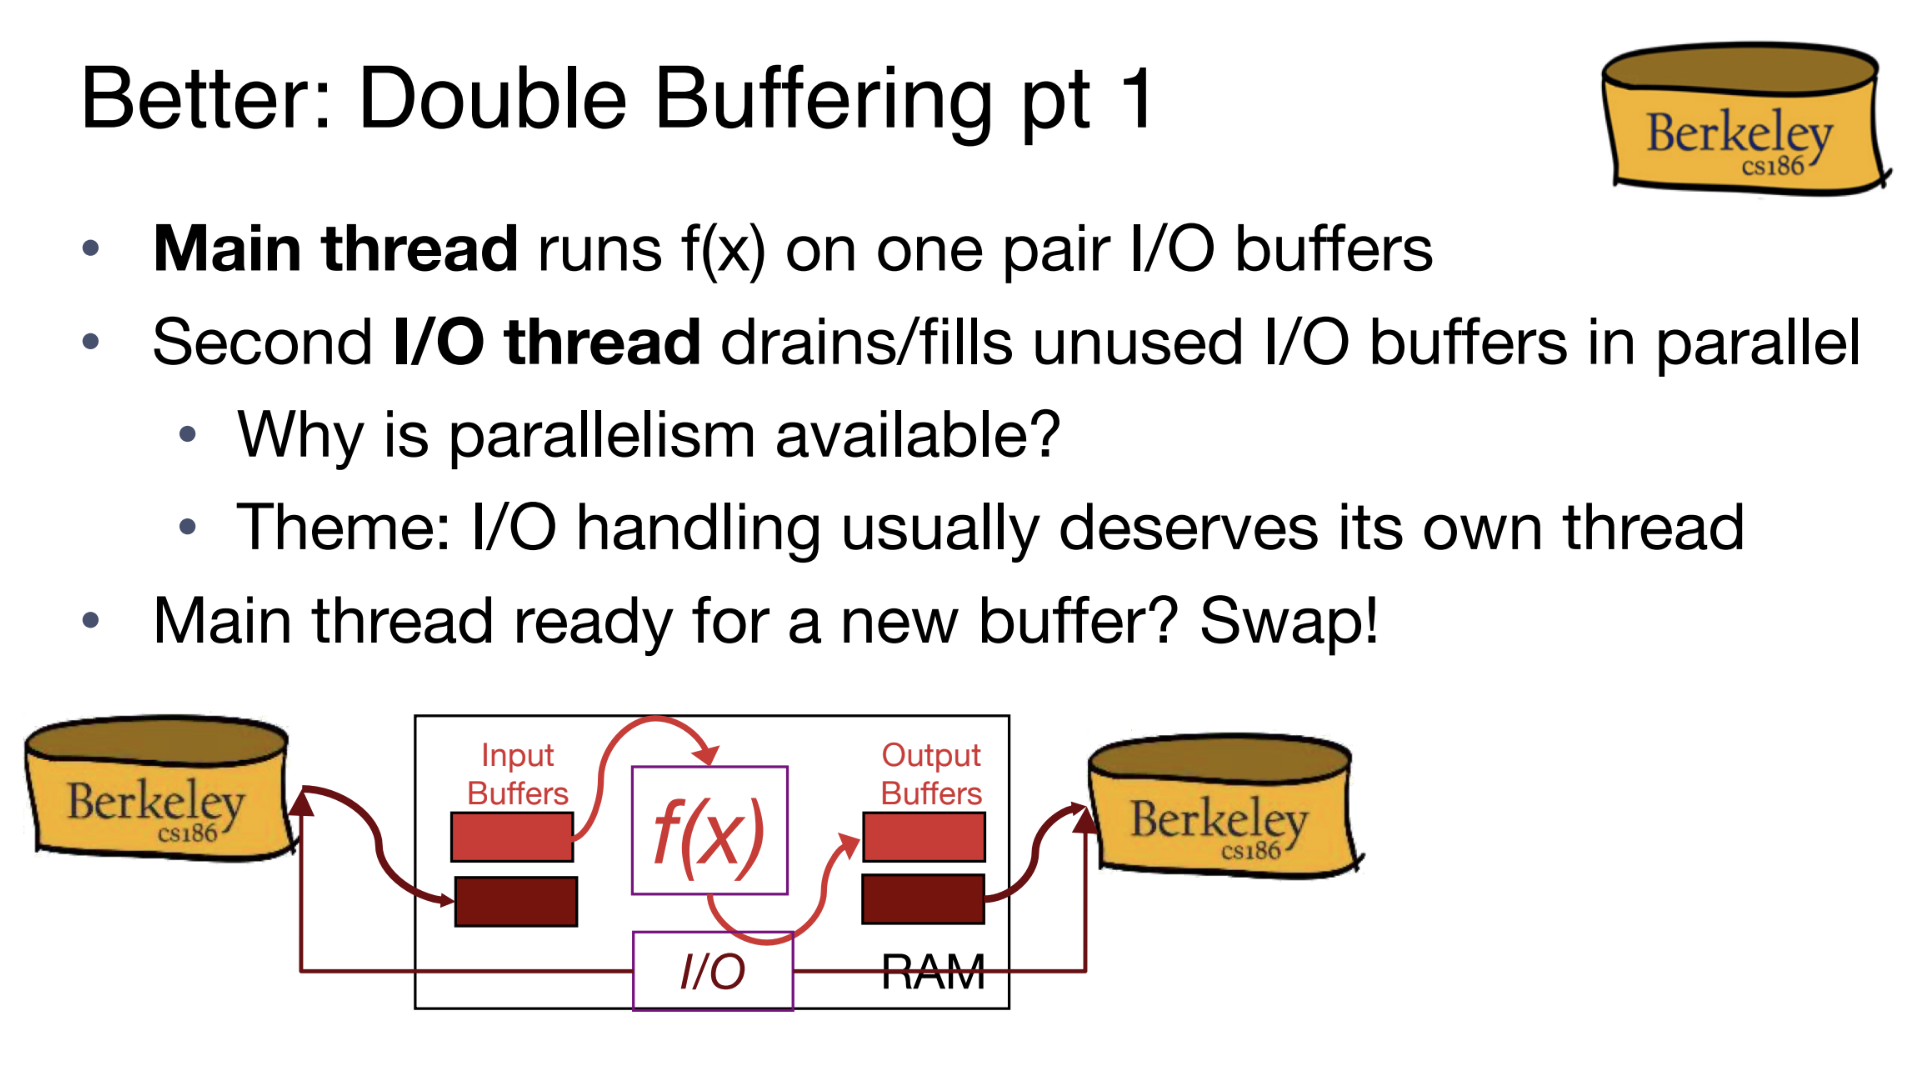 Better: Double Buffering pt 1
Berkeley
cs186
• Main thread runs f(x) on one pair I/O buffers
• Second I/O thread drains/fills unused I/O buffers in parallel
• Why is parallelism available?
• Theme: I/O handling usually deserves its own thread
• Main thread ready for a new buffer? Swap!
Berkeley
cs186
Input
Buffers
f(x)
Output
Buffers
I/O
RAM
Berkeley
cs186